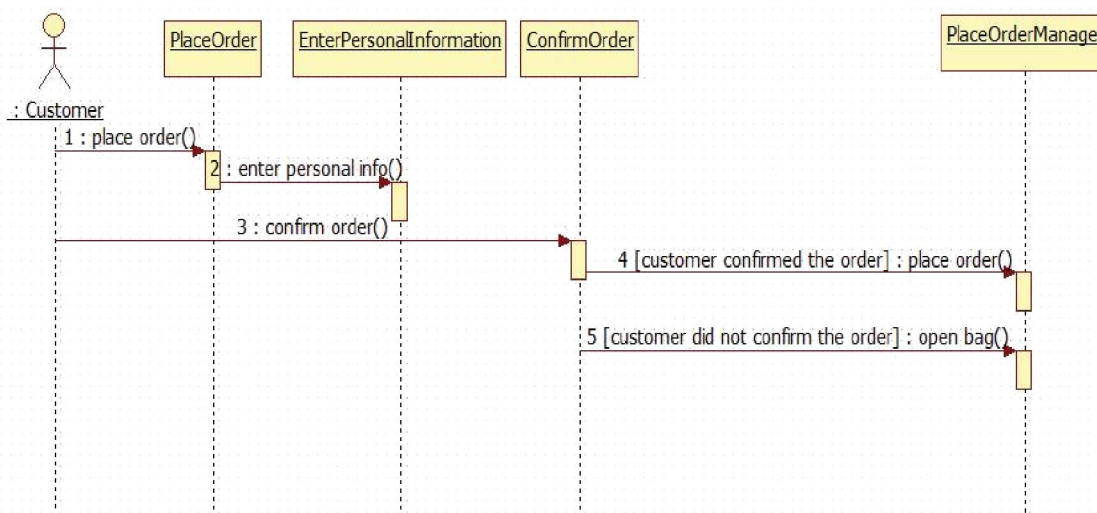 PlaceOrder
EnterPersonalInformation
ConfirmOrder
PlaceOrderManage
: Customer
1 : place order()
2 : enter personal info()
3 : confirm order()
4 [customer confirmed the order] : place order()
5 [customer did not confirm the order] : open bag()